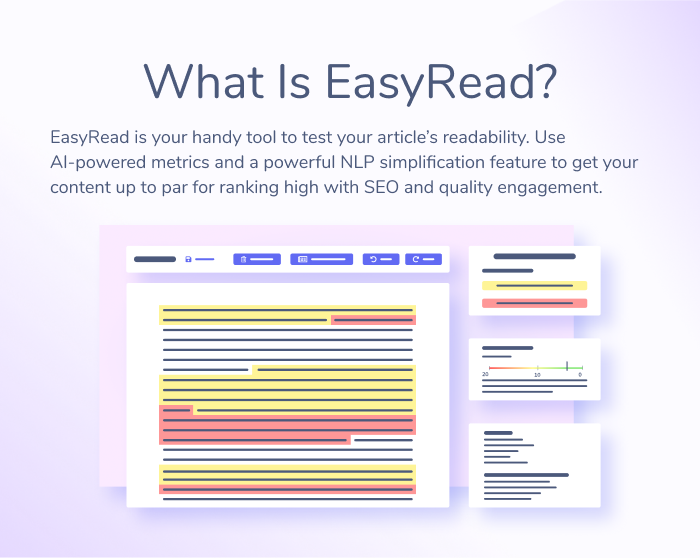 What Is EasyRead?
EasyRead is your handy tool to test your article’s readability. Use
AI-powered metrics and a powerful NLP simplification feature to get your
content up to par for ranking high with SEO and quality engagement.
20 10 0